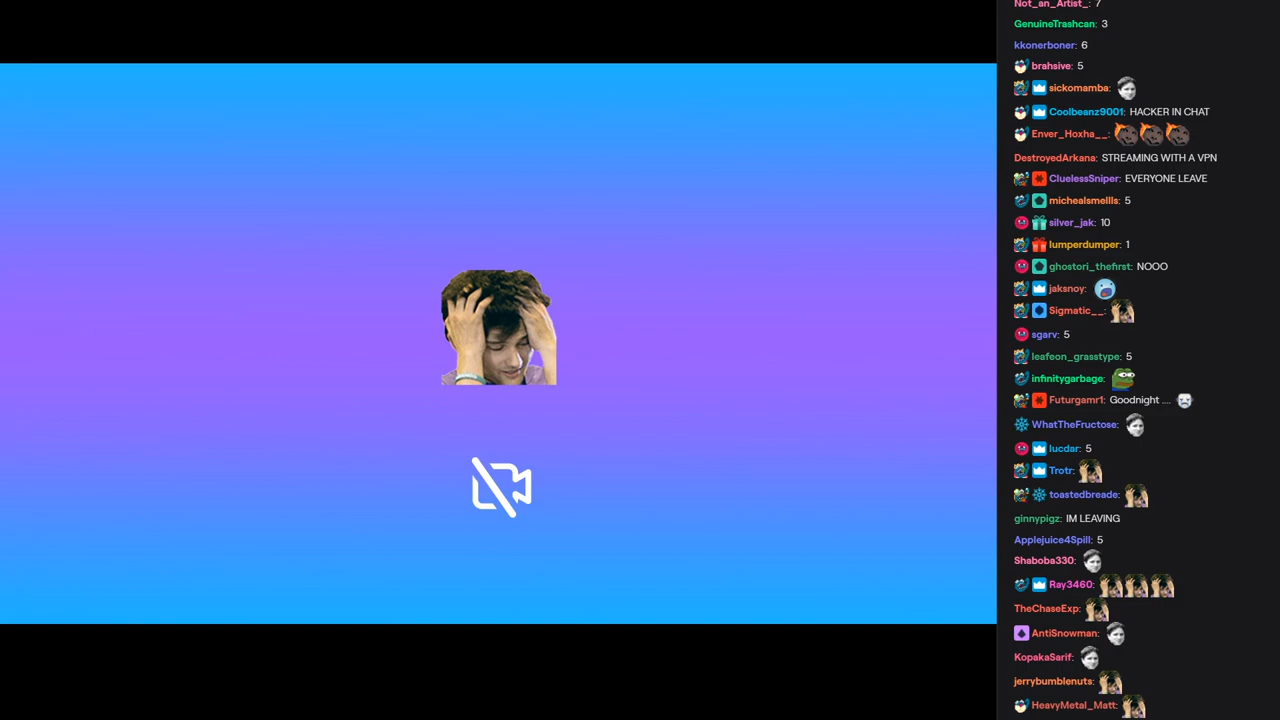 Not_an_Artist_: 7
GenuineTrashcan: 3
kkonerboner: 6
brahsive: 5
sickomamba:
Coolbeanz9001: HACKER IN CHAT
Enver_Hoxha__:
DestroyedArkana: STREAMING WITH A VPN
CluelessSniper: EVERYONE LEAVE
michealsmellls: 5
silver_jak: 10
lumperdumper: 1
ghostori_thefirst: NOOO
jaksnoy:
Sigmatic__:
sgarv: 5
leafeon_grasstype: 5
infinitygarbage:
Futurgamr1: Goodnight ....
WhatTheFructose:
lucdar: 5
Trotr:
toastedbreade:
ginnypigz: IM LEAVING
Applejuice4Spill: 5
Shaboba330:
Ray3460:
TheChaseExp:
AntiSnowman:
KopakaSarif:
jerrybumblenuts:
HeavyMetal_Matt: